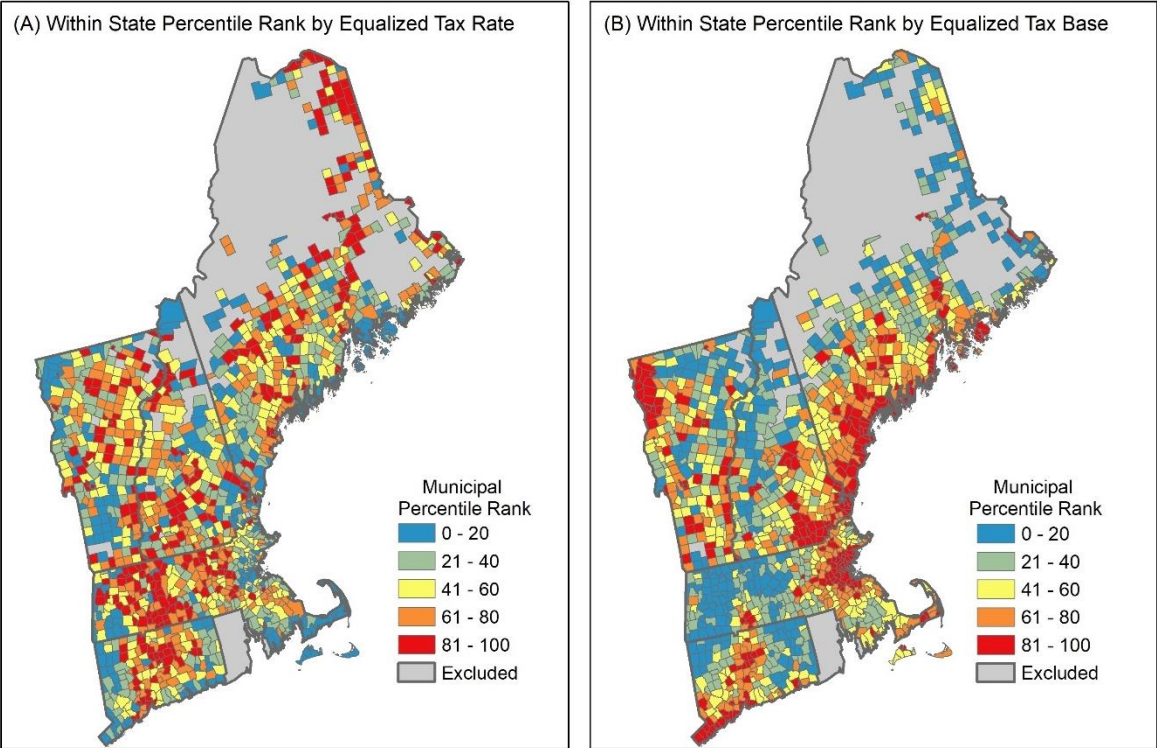 (A) Within State Percentile Rank by Equalized Tax Rate
Municipal
Percentile Rank
0 - 20
21 - 40
41 - 60
61 - 80
81 - 100
Excluded
(B) Within State Percentile Rank by Equalized Tax Base
Municipal
Percentile Rank
0 - 20
21 - 40
41 - 60
61 - 80
81 - 100
Excluded